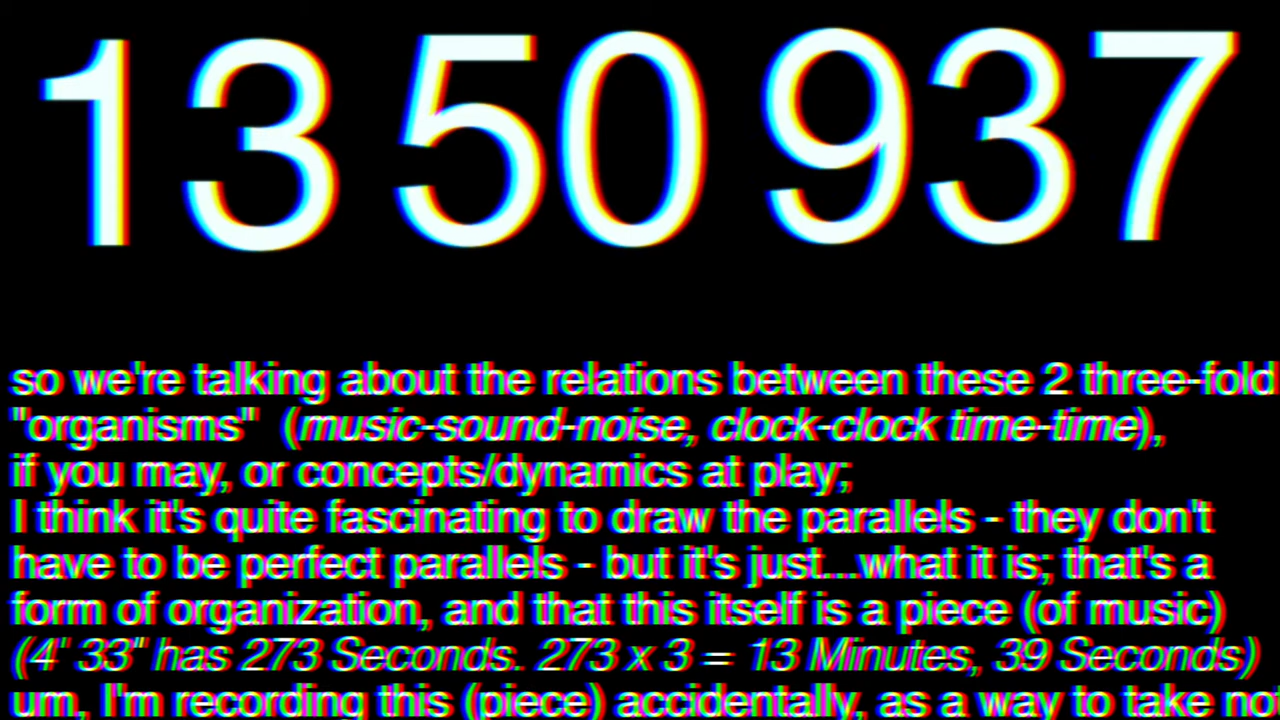 13 50 937
so we're talking about the relations between these 2 three-fold
"organisms" (music-sound-noise, clock-clock time-time),
if you may, or concepts/dynamics at play;
I think it's quite fascinating to draw the parallels - they don't
have to be perfect parallels - but it's just...what it is; that's a
form of organization, and that this itself is a piece (of music)
(4' 33" has 273 Seconds. 273 x 3 = 13 Minutes, 39 Seconds)
um, I'm recording this (piece) accidentally, as a way to take